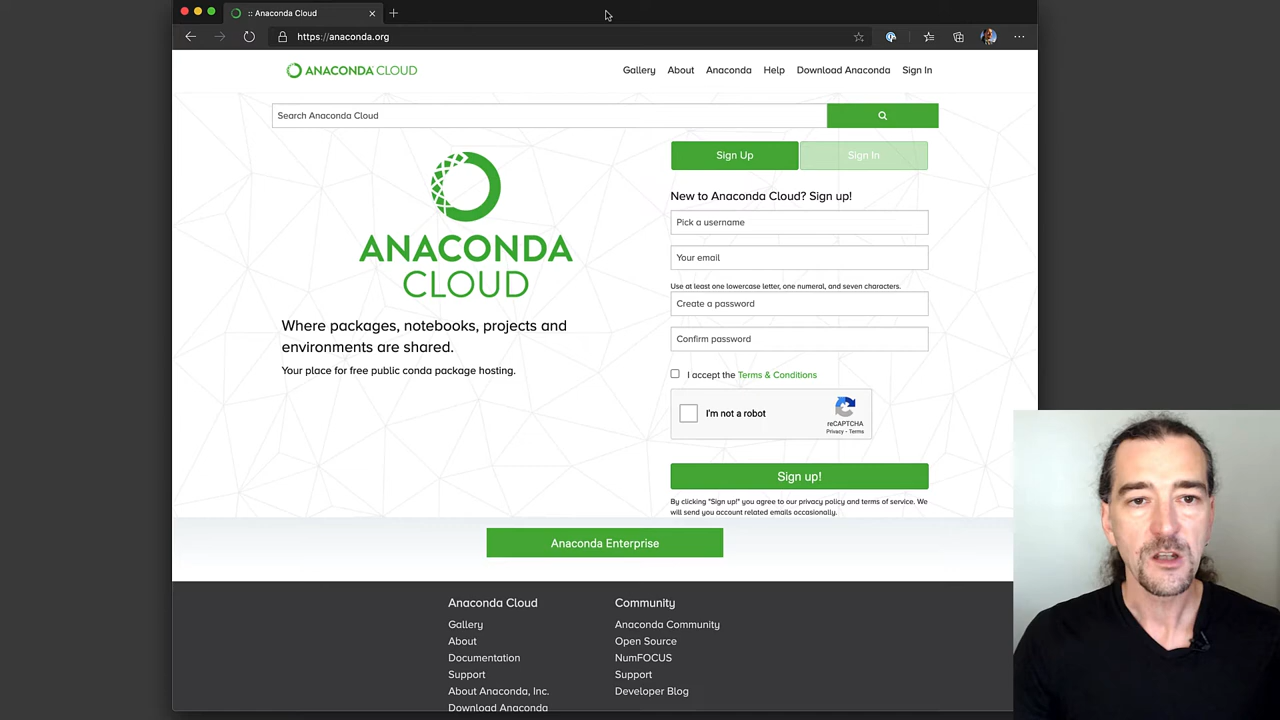 :: Anaconda Cloud
https://anaconda.org
ANACONDA CLOUD
Gallery About Anaconda Help Download Anaconda Sign In
Search Anaconda Cloud
Sign Up Sign In
ANACONDA
CLOUD
Where packages, notebooks, projects and
environments are shared.
Your place for free public conda package hosting.
New to Anaconda Cloud? Sign up!
Pick a username
Your email
Use at least one lowercase letter, one numeral, and seven characters.
Create a password
Confirm password
I accept the Terms & Conditions
I'm not a robot
reCAPTCHA
Privacy - Terms
Sign up!
By clicking "Sign up!" you agree to our privacy policy and terms of service. We
will send you account related emails occasionally.
Anaconda Enterprise
Anaconda Cloud
Gallery
About
Documentation
Support
About Anaconda, Inc.
Download Anaconda
Community
Anaconda Community
Open Source
NumFOCUS
Support
Developer Blog